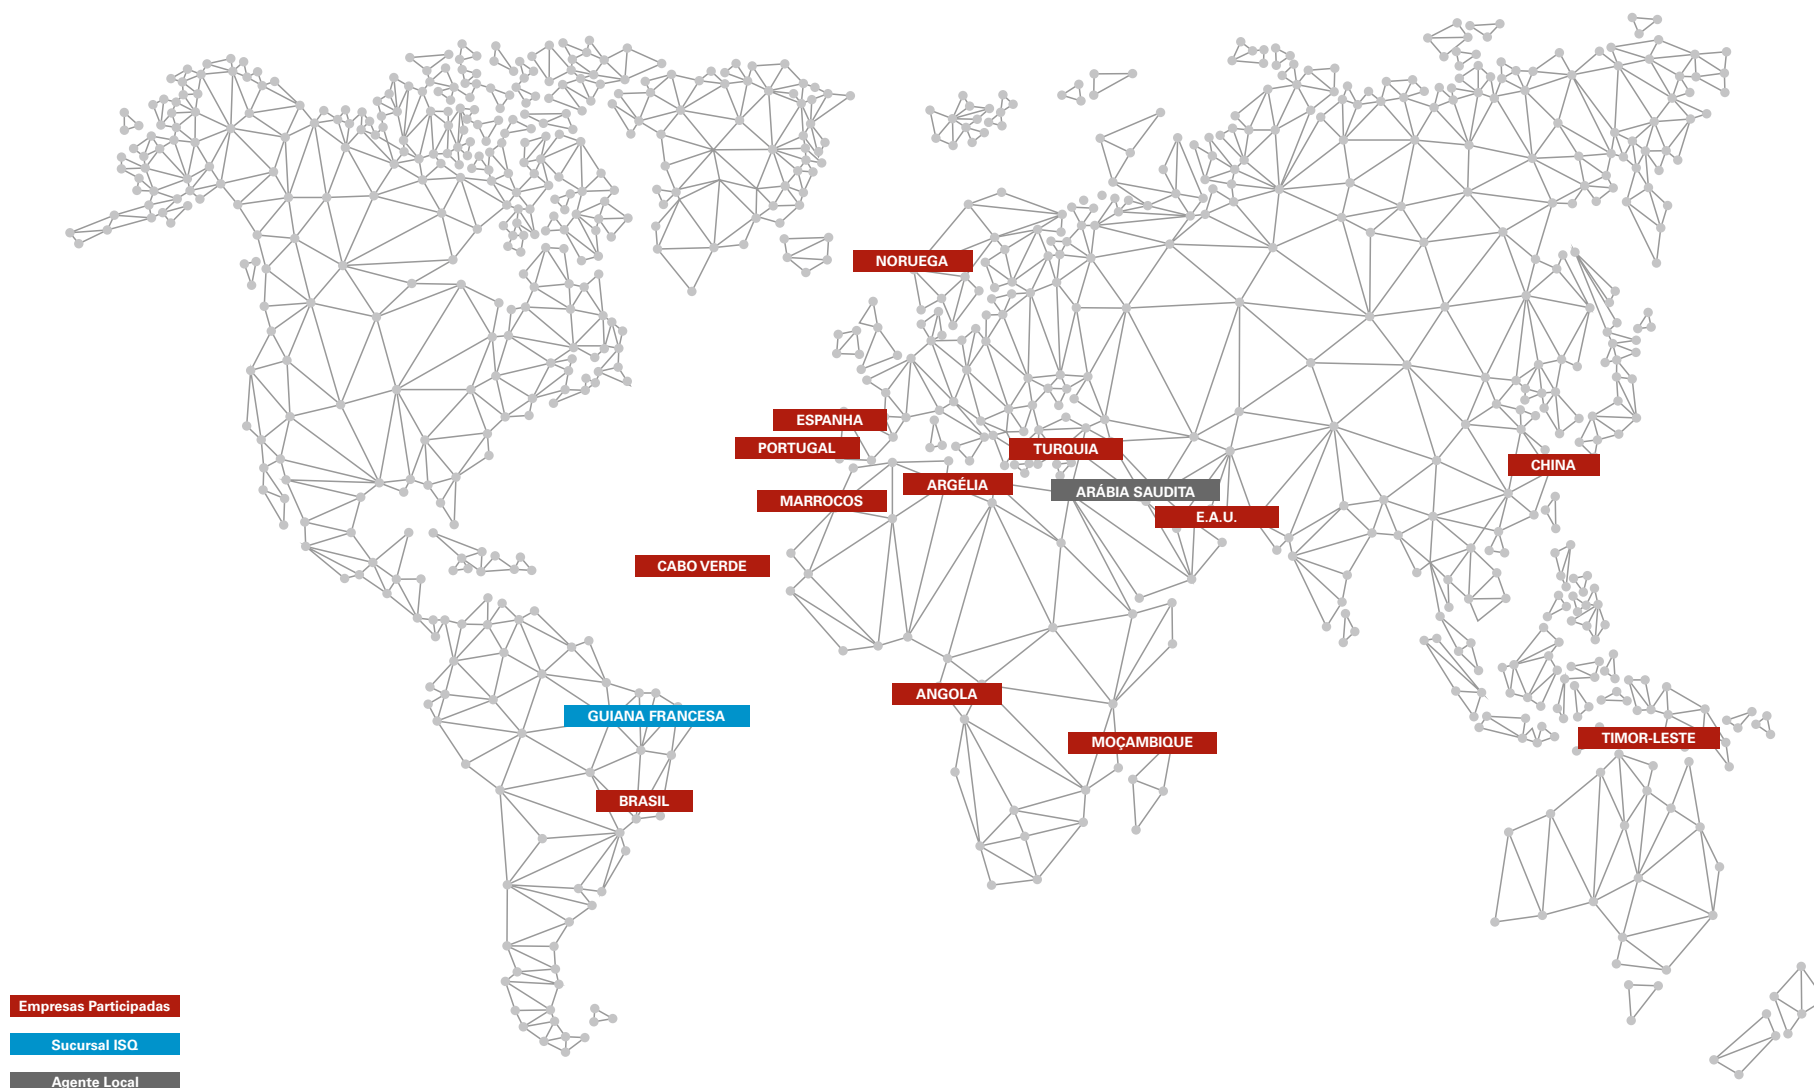 NORUEGA
ESPANHA
PORTUGAL
TURQUIA
CHINA
ARGÉLIA
ARÁBIA SAUDITA
MARROCOS
E.A.U.
CABO VERDE
ANGOLA
GUIANA FRANCESA
MOÇAMBIQUE
TIMOR-LESTE
BRASIL
Empresas Participadas
Sucursal ISQ
Agente Local